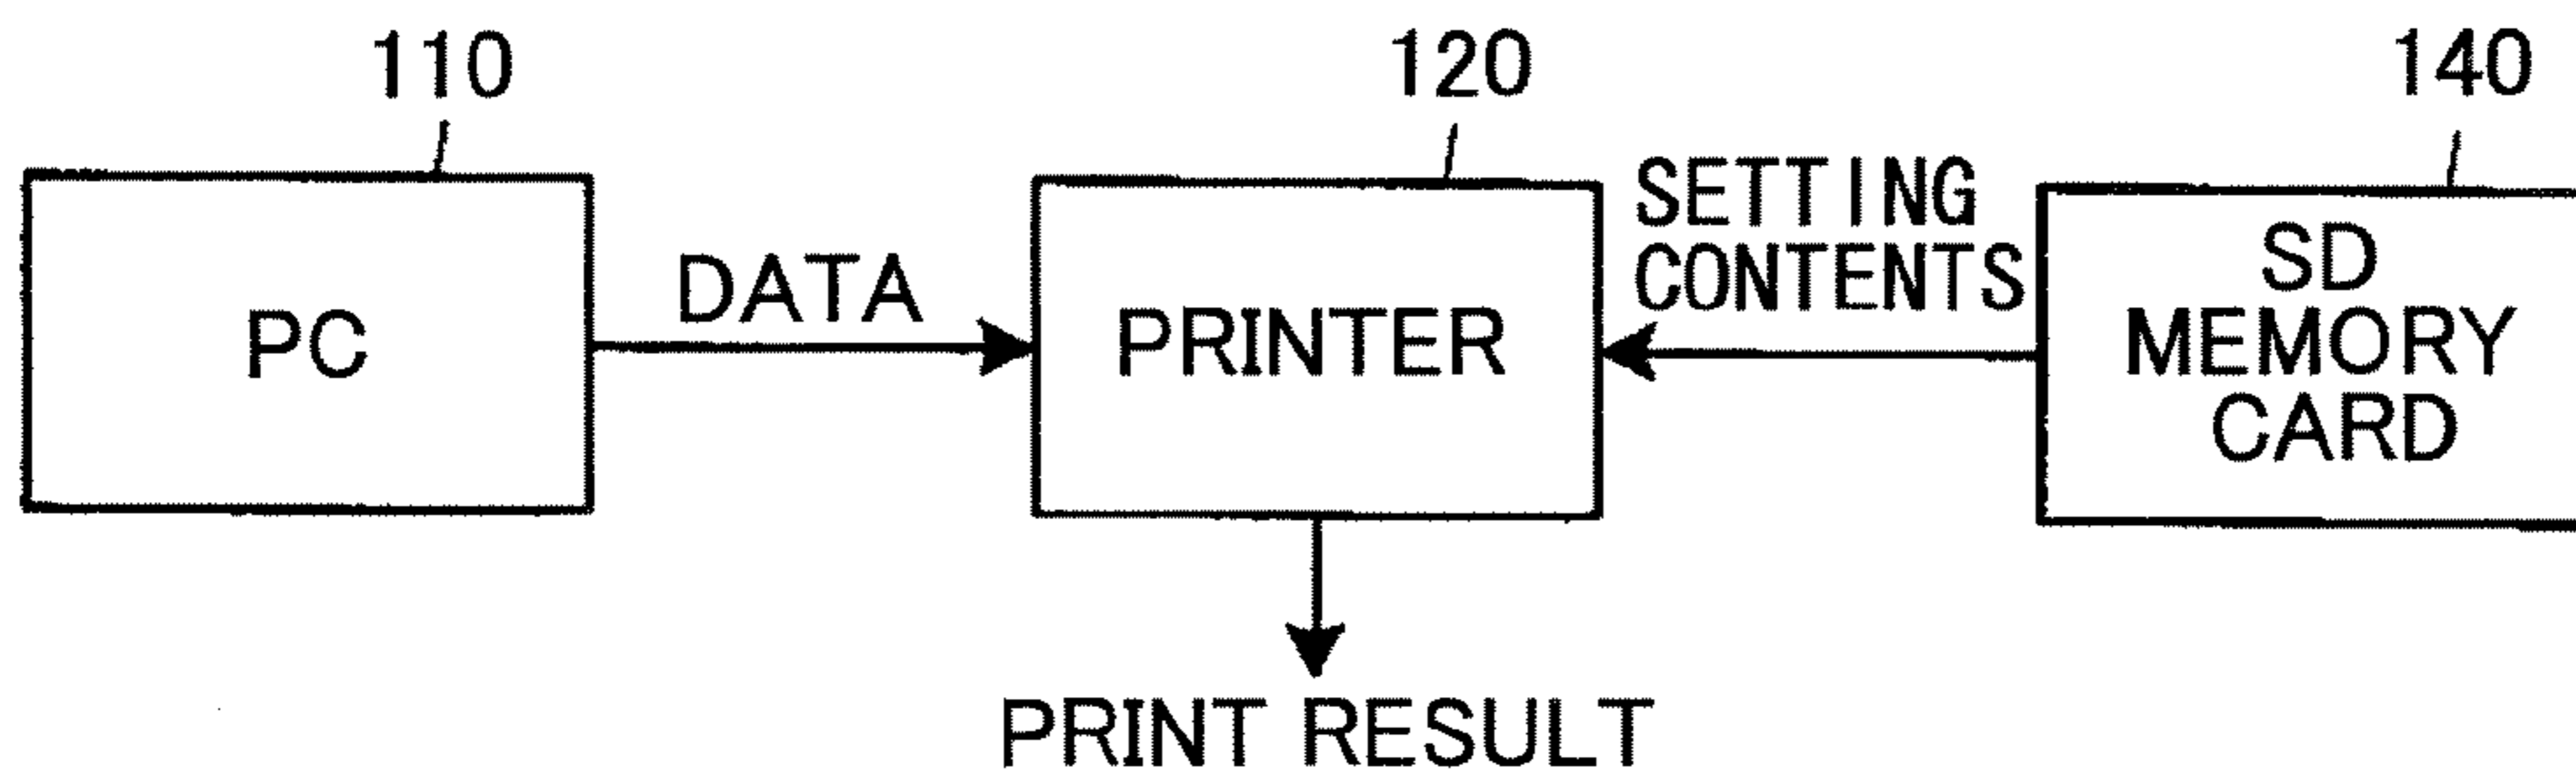 110
120
140
PC
DATA
PRINTER
SETTING
CONTENTS
SD
MEMORY
CARD
PRINT RESULT